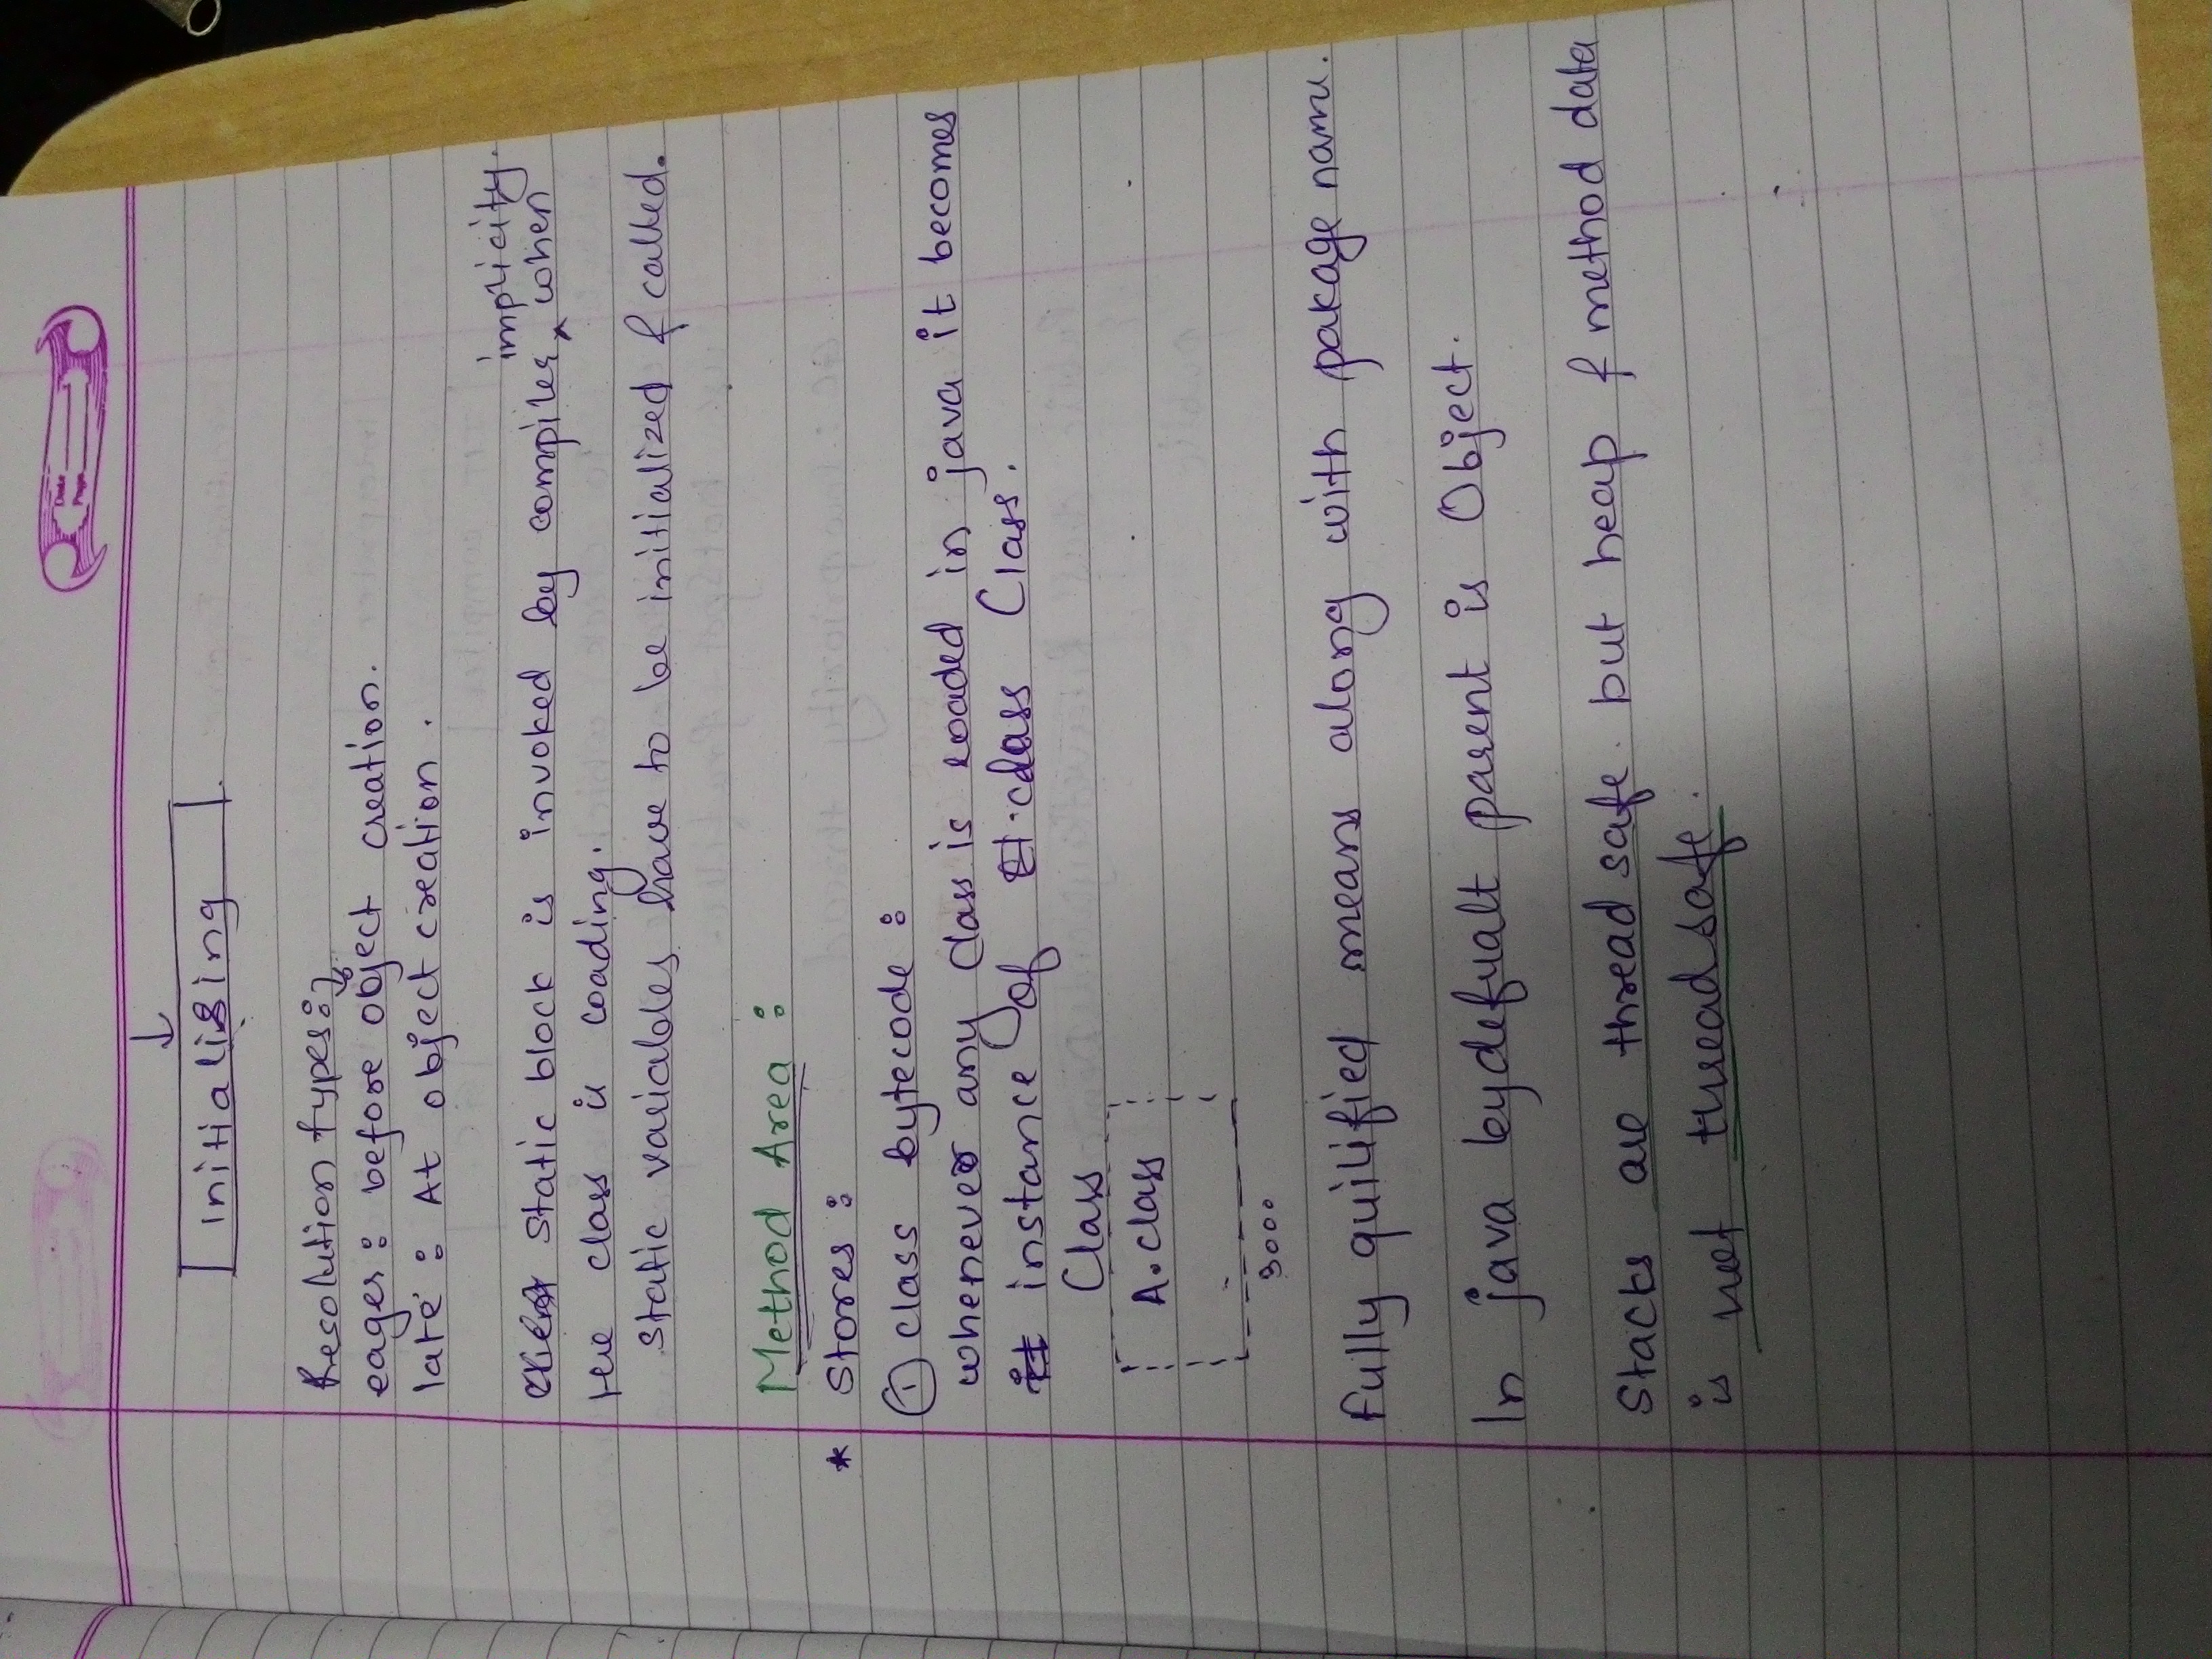 Date
Page
↓
Initialising
Resolution types:↓
eager: before object creation.
late: At object creation.
implicity.
static block is invoked by compiler ^ when
the class is loading.
static variables have to be initialized & called.
Method Area :
* Stores :
① class bytecode :
whenever any class is loaded in java it becomes
instance of class Class.
Class
A.class
3000
Fully quilified means along with pakage name.
In java bydefualt parent is Object.
Stacks are thread safe. but heap & method data
is not thread safe.